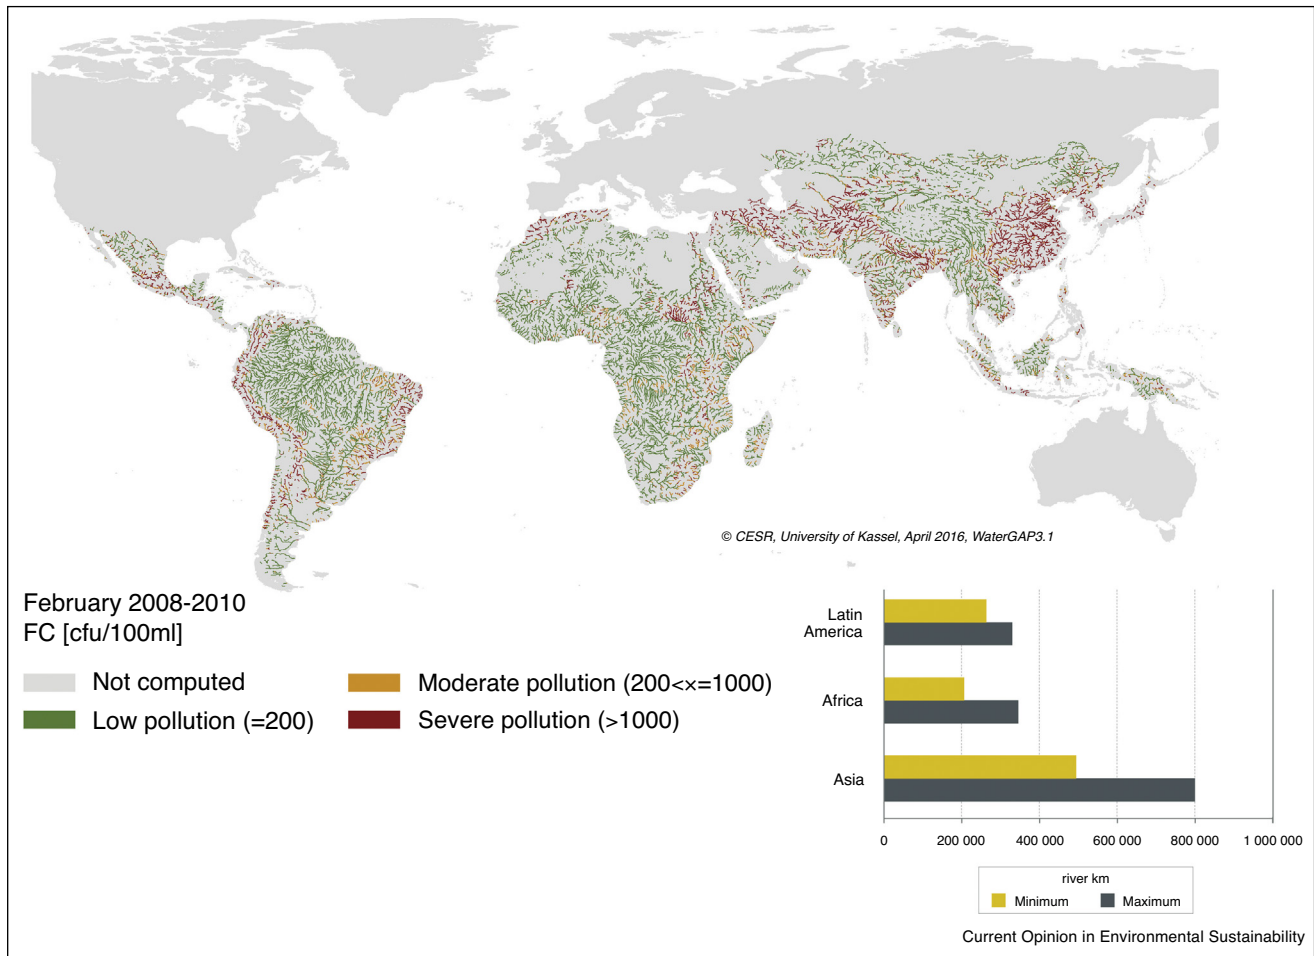 © CESR, University of Kassel, April 2016, WaterGAP3.1
February 2008-2010
FC [cfu/100ml]
Not computed
Low pollution (=200)
Moderate pollution (200<×=1000)
Severe pollution (>1000)
Latin
America
Africa
Asia
0 200 000 400 000 600 000 800 000 1 000 000
river km
Minimum Maximum
Current Opinion in Environmental Sustainability